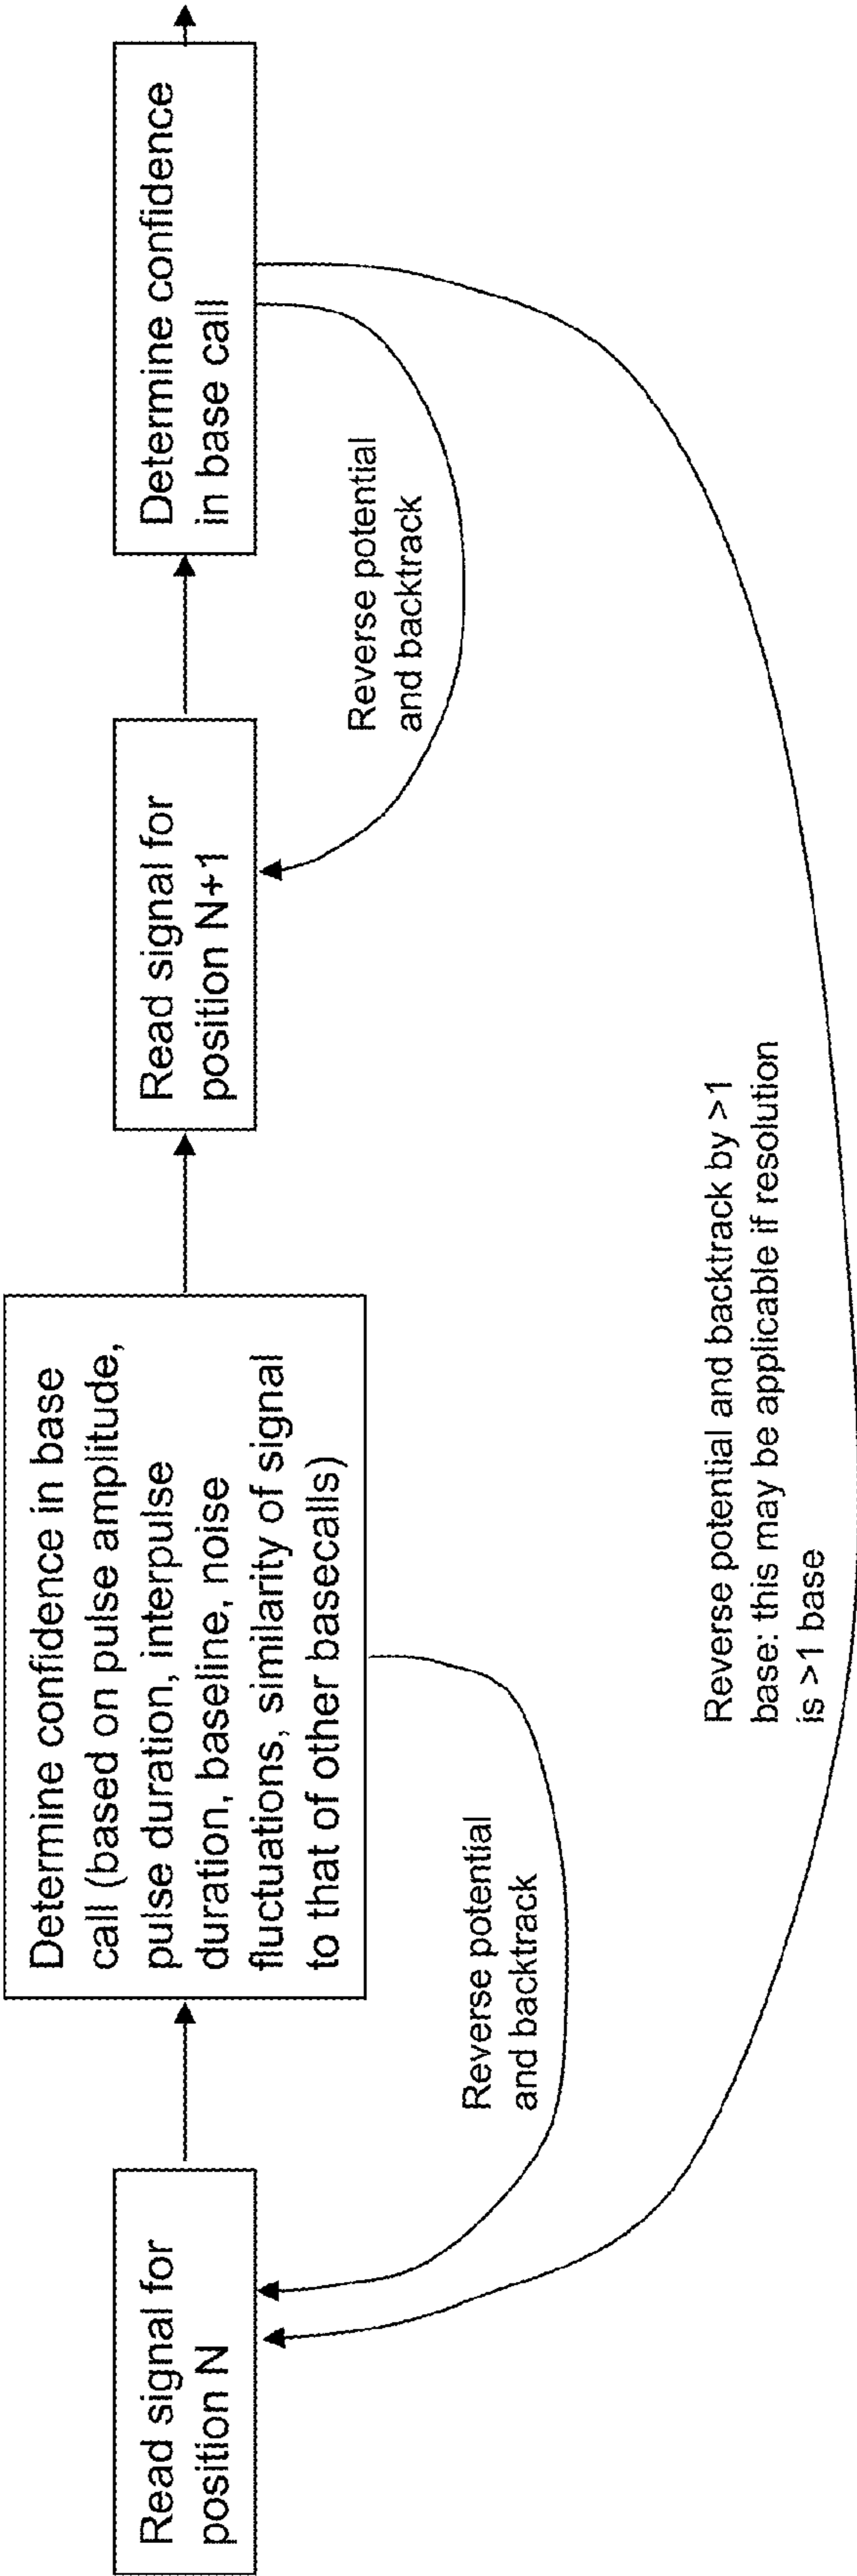 Read signal for
position N
Determine confidence in base
call (based on pulse amplitude,
pulse duration, interpulse
duration, baseline, noise
fluctuations, similarity of signal
to that of other basecalls)
Read signal for
position N+1
Determine confidence
in base call
Reverse potential
and backtrack
Reverse potential
and backtrack
Reverse potential and backtrack by >1
base: this may be applicable if resolution
is >1 base